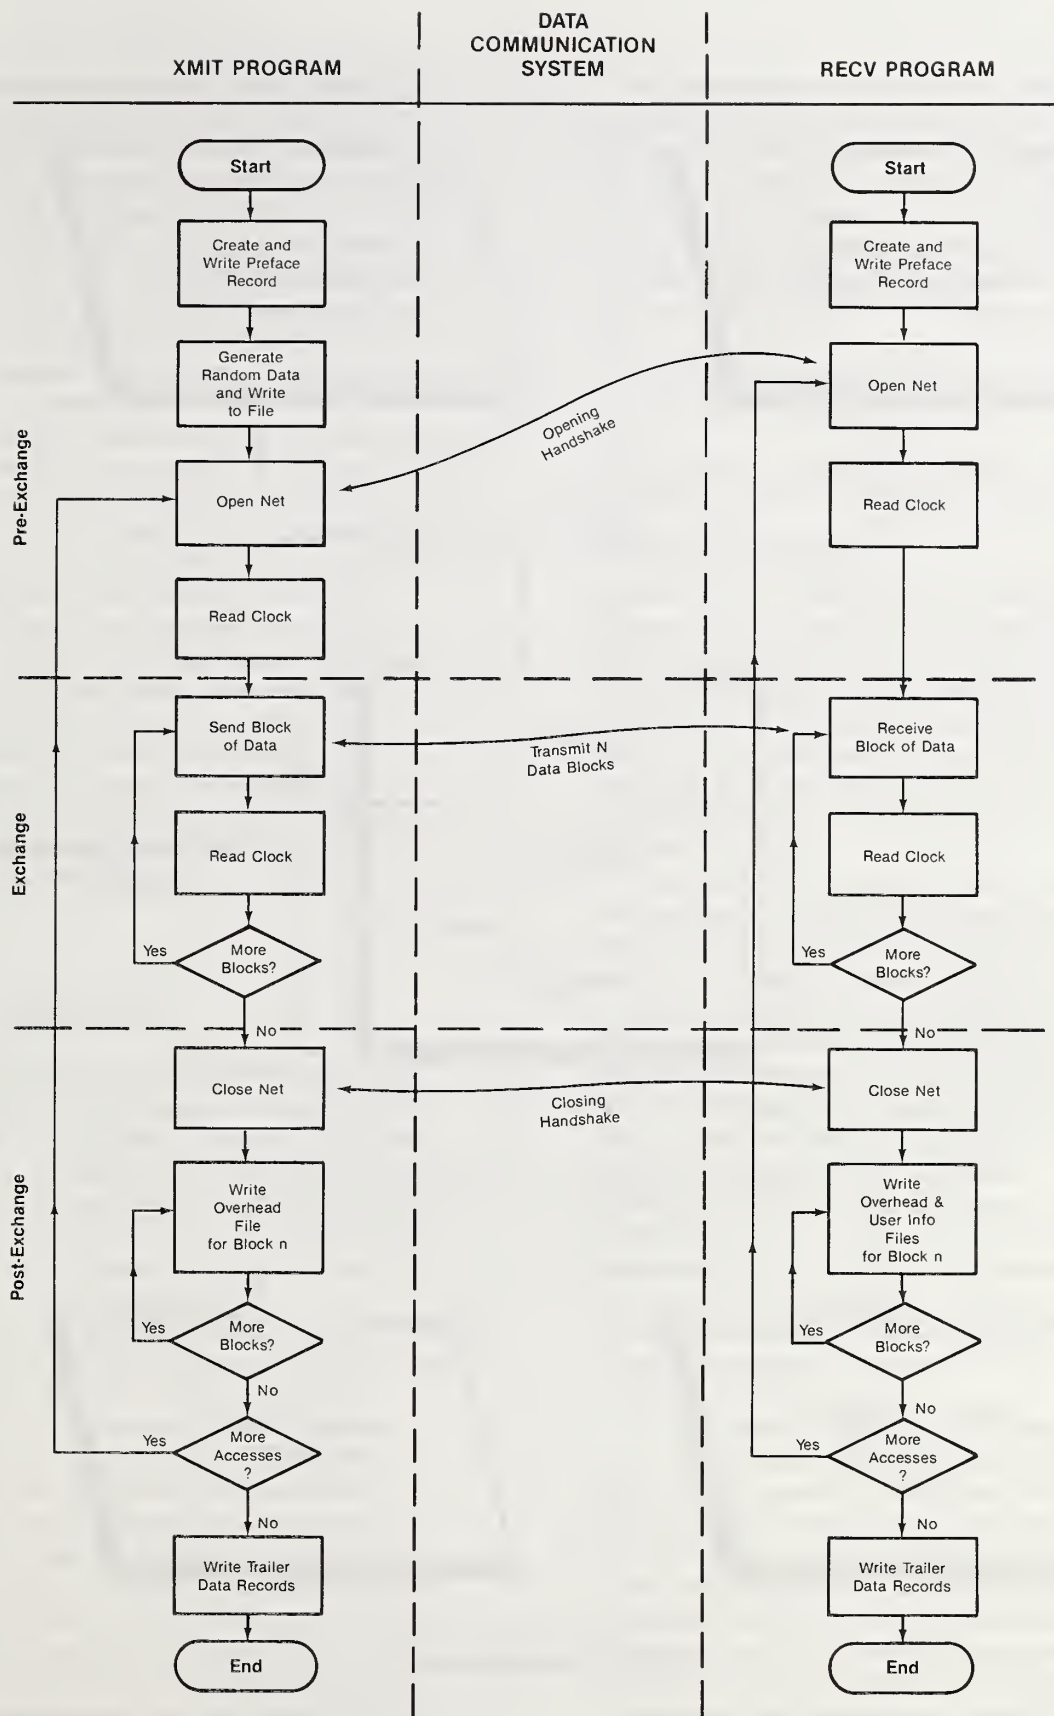 XMIT PROGRAM
DATA
COMMUNICATION
SYSTEM
RECV PROGRAM
Pre-Exchange
Start
Create and
Write Preface
Record
Generate
Random Data
and Write
to File
Open Net
Read Clock
Opening
Handshake
Start
Create and
Write Preface
Record
Open Net
Read Clock
Exchange
Send Block
of Data
Read Clock
Yes
More
Blocks?
No
Transmit N
Data Blocks
Receive
Block of Data
Read Clock
Yes
More
Blocks?
No
Post-Exchange
Close Net
Write
Overhead
File
for Block n
Yes
More
Blocks?
No
Yes
More
Accesses
?
No
Write Trailer
Data Records
End
Closing
Handshake
Close Net
Write
Overhead &
User Info
Files
for Block n
Yes
More
Blocks?
No
Yes
More
Accesses
?
No
Write Trailer
Data Records
End